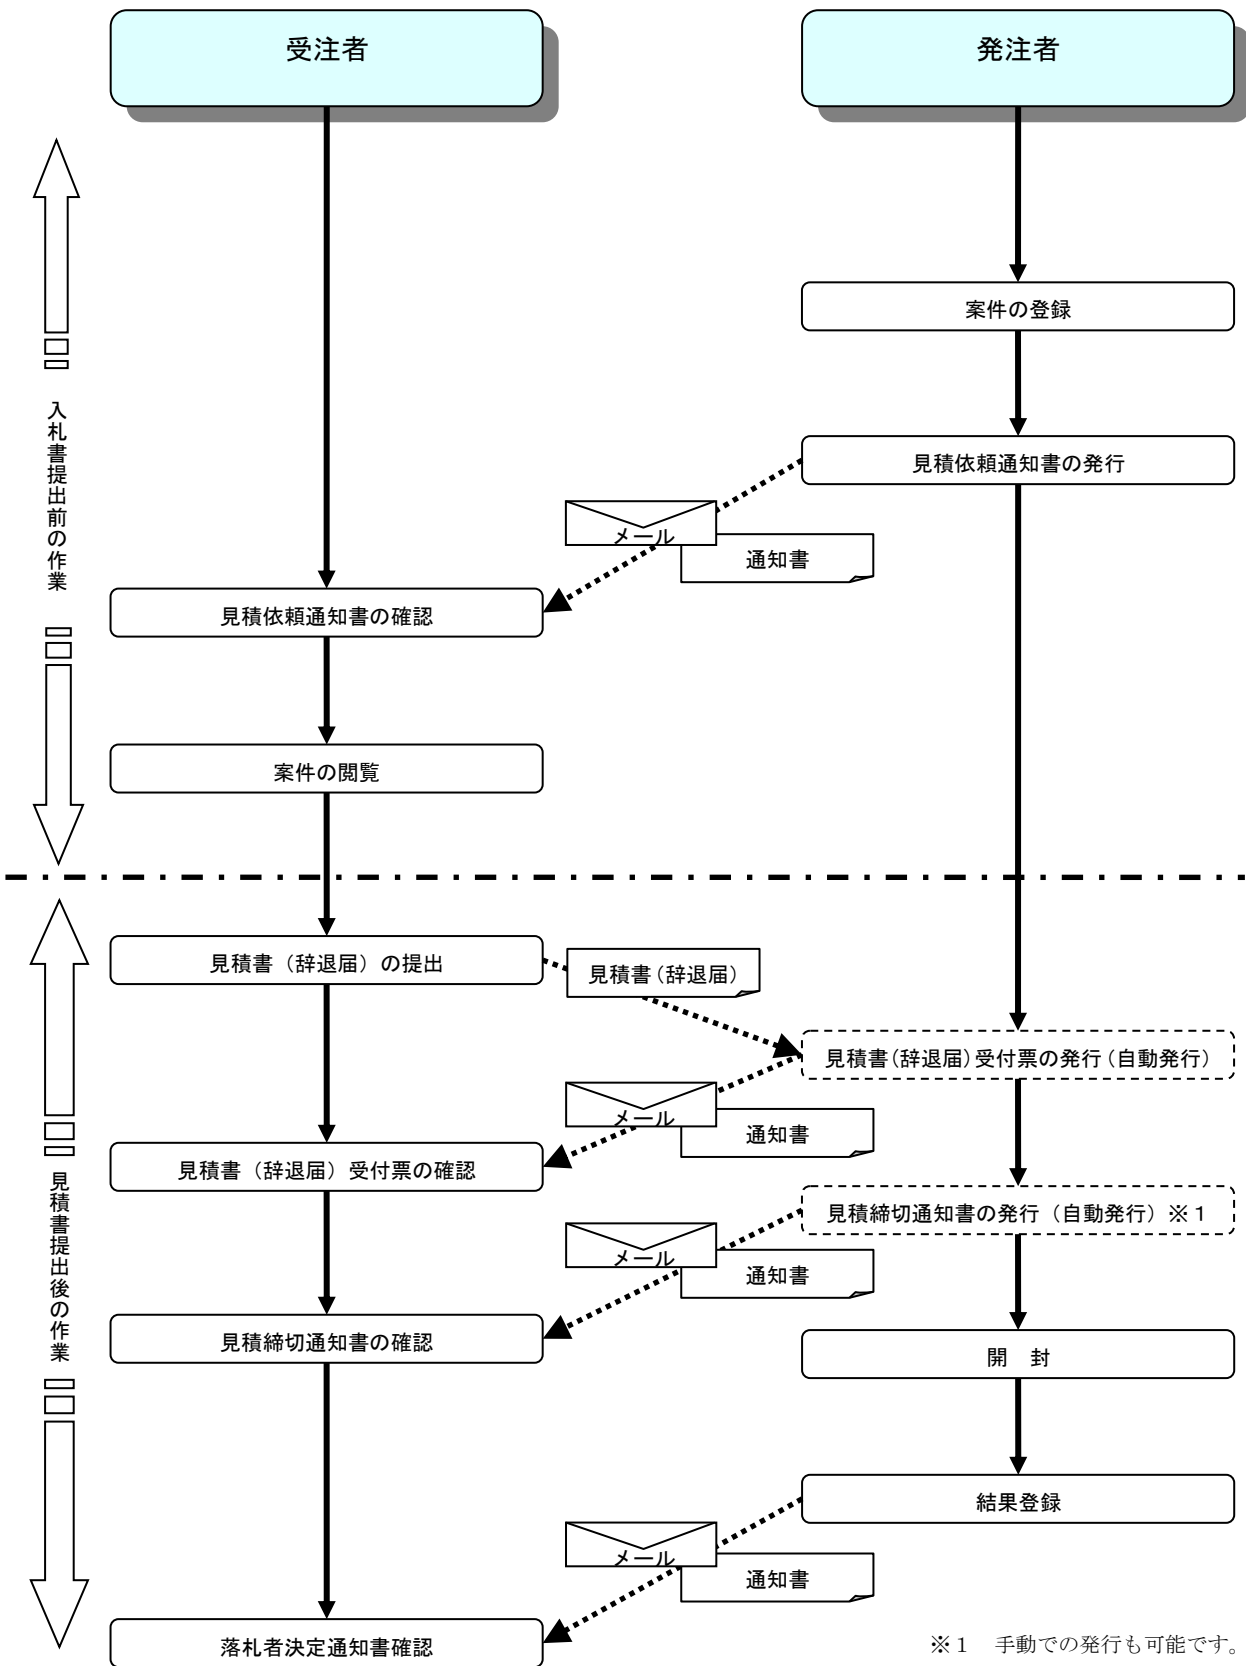 受注者
発注者
案件の登録
見積依頼通知書の発行
メール
通知書
見積依頼通知書の確認
案件の閲覧
入札書提出前の作業
見積書（辞退届）の提出
見積書（辞退届）
見積書（辞退届）受付票の発行（自動発行）
メール
通知書
見積書（辞退届）受付票の確認
見積締切通知書の発行（自動発行）※１
メール
通知書
見積締切通知書の確認
開　封
結果登録
メール
通知書
落札者決定通知書確認
見積書提出後の作業
※１　手動での発行も可能です。